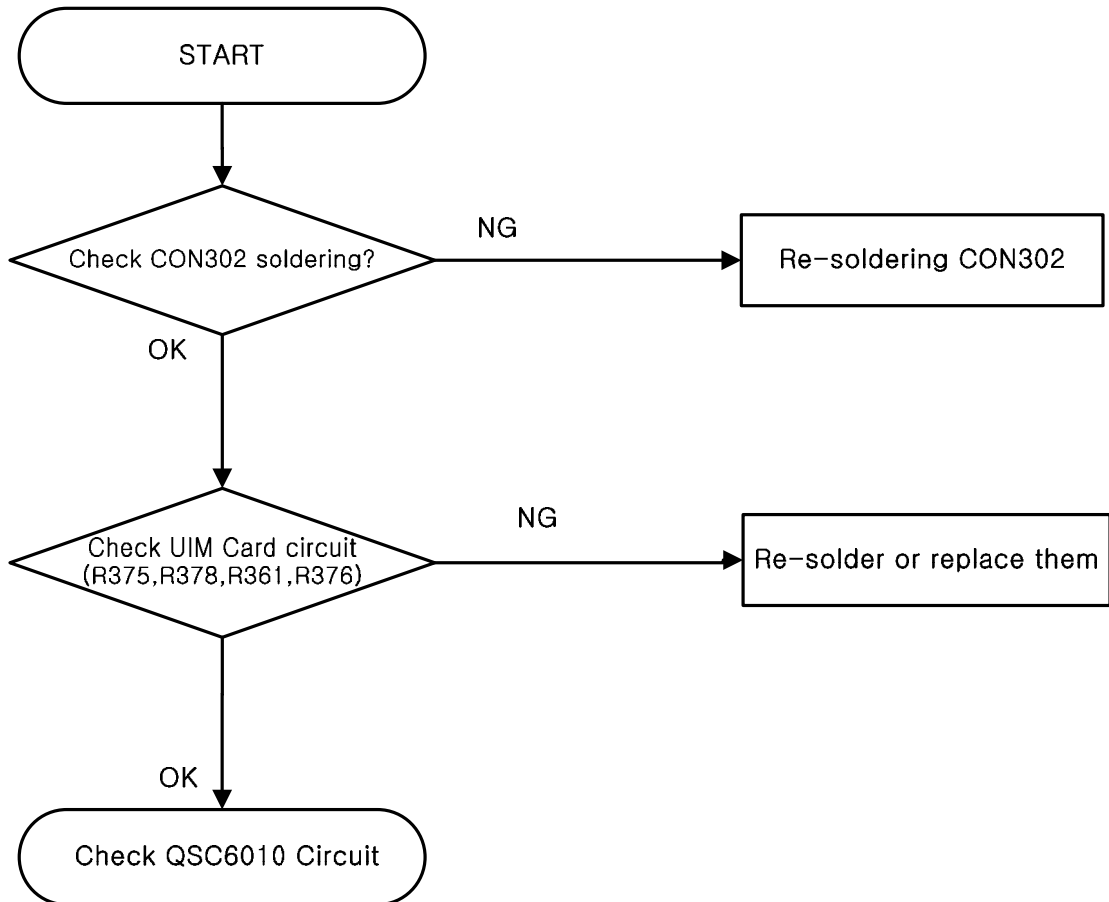 START
Check CON302 soldering?
NG
Re-soldering CON302
OK
Check UIM Card circuit
(R375,R378,R361,R376)
NG
Re-solder or replace them
OK
Check QSC6010 Circuit